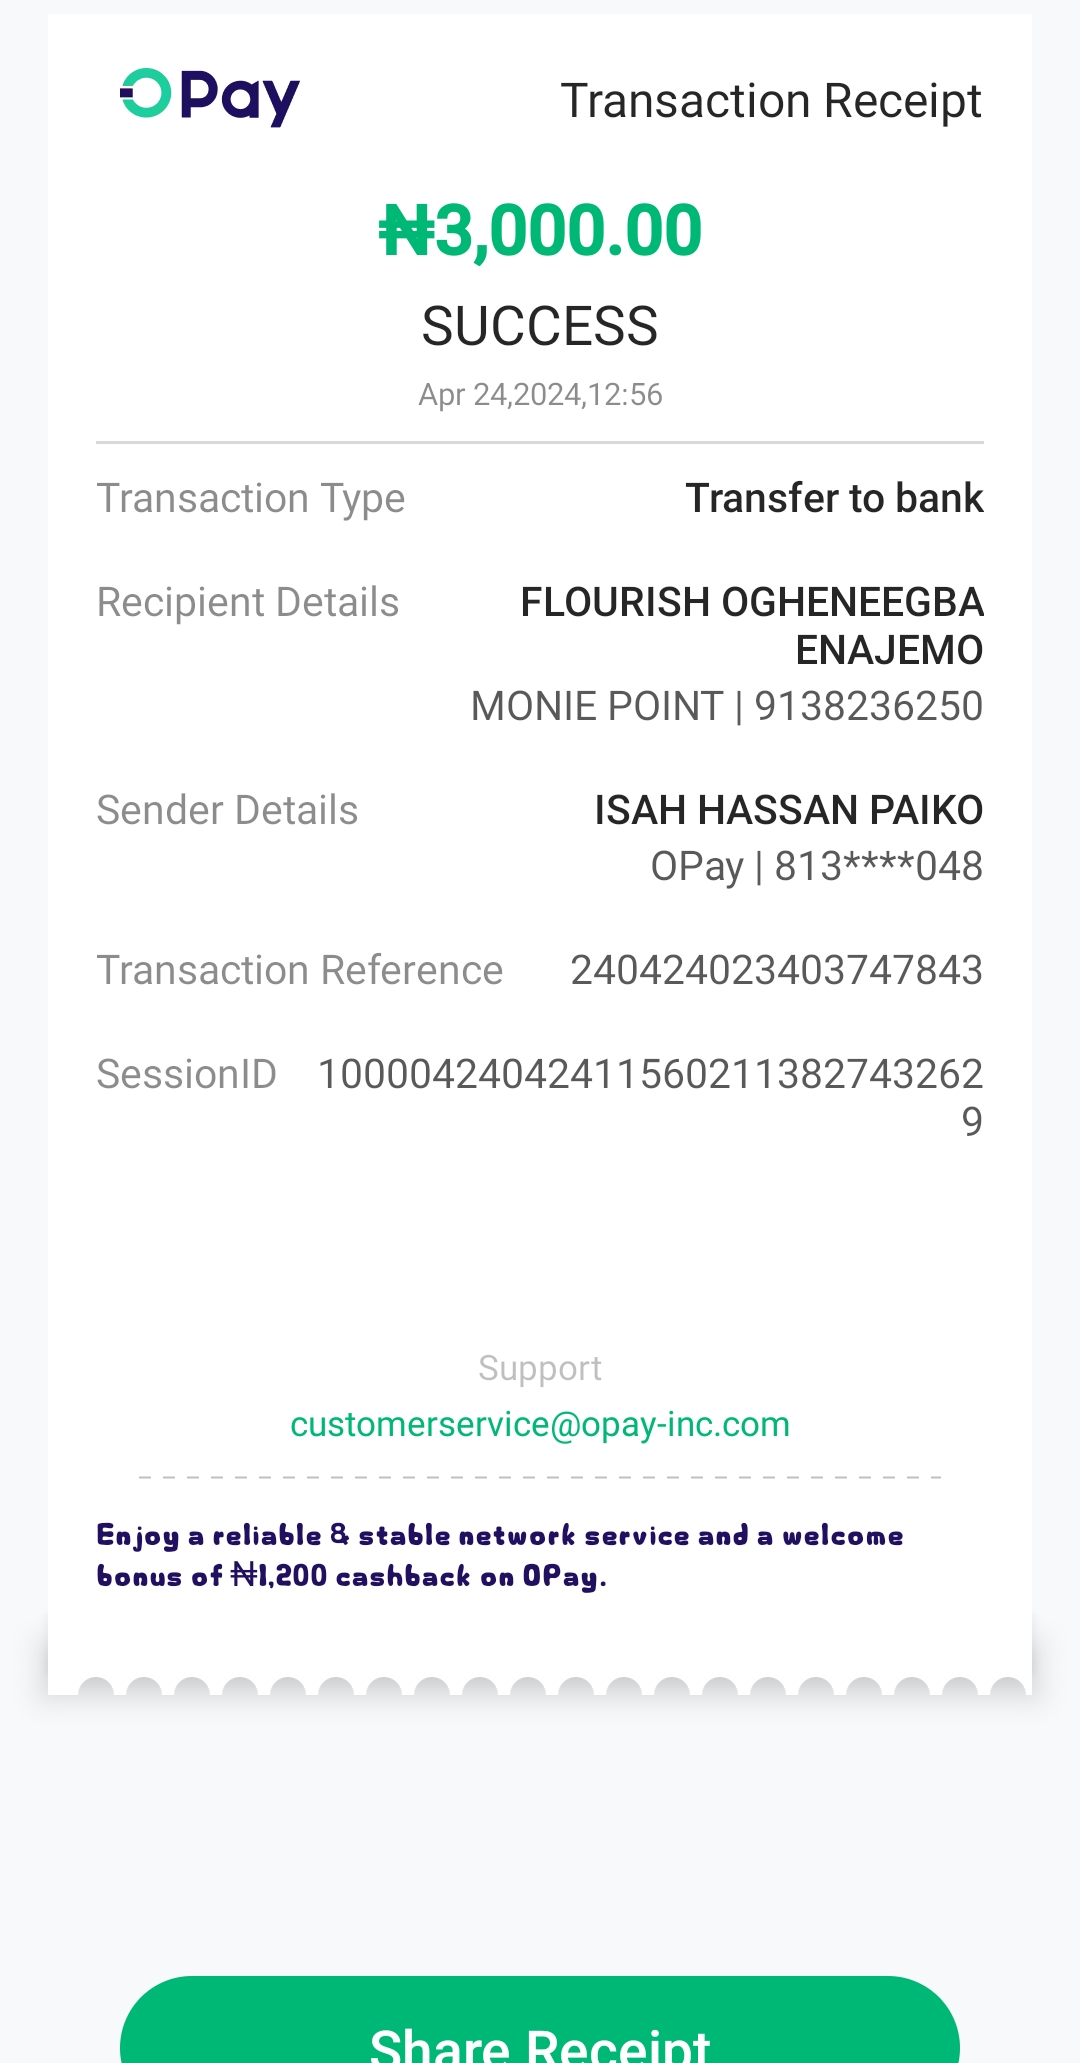 OPay
Transaction Receipt
₦3,000.00
SUCCESS
Apr 24,2024,12:56
Transaction Type Transfer to bank
Recipient Details FLOURISH OGHENEEGBA
ENAJEMO
MONIE POINT | 9138236250
Sender Details ISAH HASSAN PAIKO
OPay | 813****048
Transaction Reference 240424023403747843
SessionID 10000424042411560211382743262
9
Support
customerservice@opay-inc.com
Enjoy a reliable & stable network service and a welcome
bonus of ₦1,200 cashback on OPay.
Share Receipt